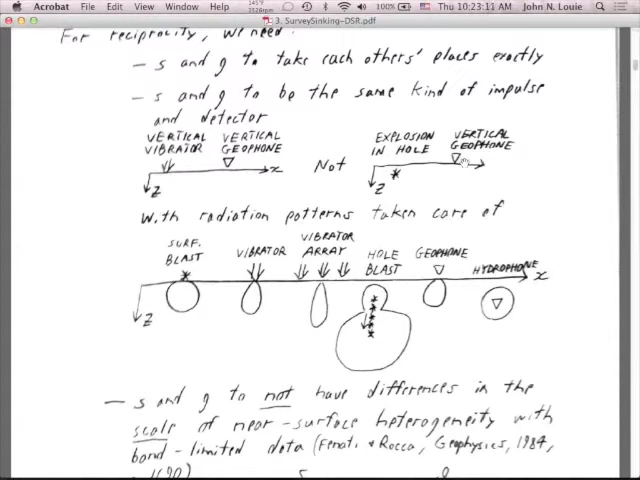 Acrobat File Edit View Window Help 145°F 2526rpm 100% Thu 10:23:11 AM John N. Louie
3. SurveySinking-DSR.pdf
For reciprocity, we need
- s and g to take each others' places exactly
- s and g to be the same kind of impulse
and detector
VERTICAL VIBRATOR
VERTICAL GEOPHONE
x
z
Not
EXPLOSION IN HOLE
VERTICAL GEOPHONE
z
with radiation patterns taken care of
SURF. BLAST
VIBRATOR
VIBRATOR ARRAY
HOLE BLAST
GEOPHONE
HYDROPHONE
x
z
- s and g to not have differences in the
scale of near-surface heterogeneity with
band-limited data (Fenati & Rocca, Geophysics, 1984,